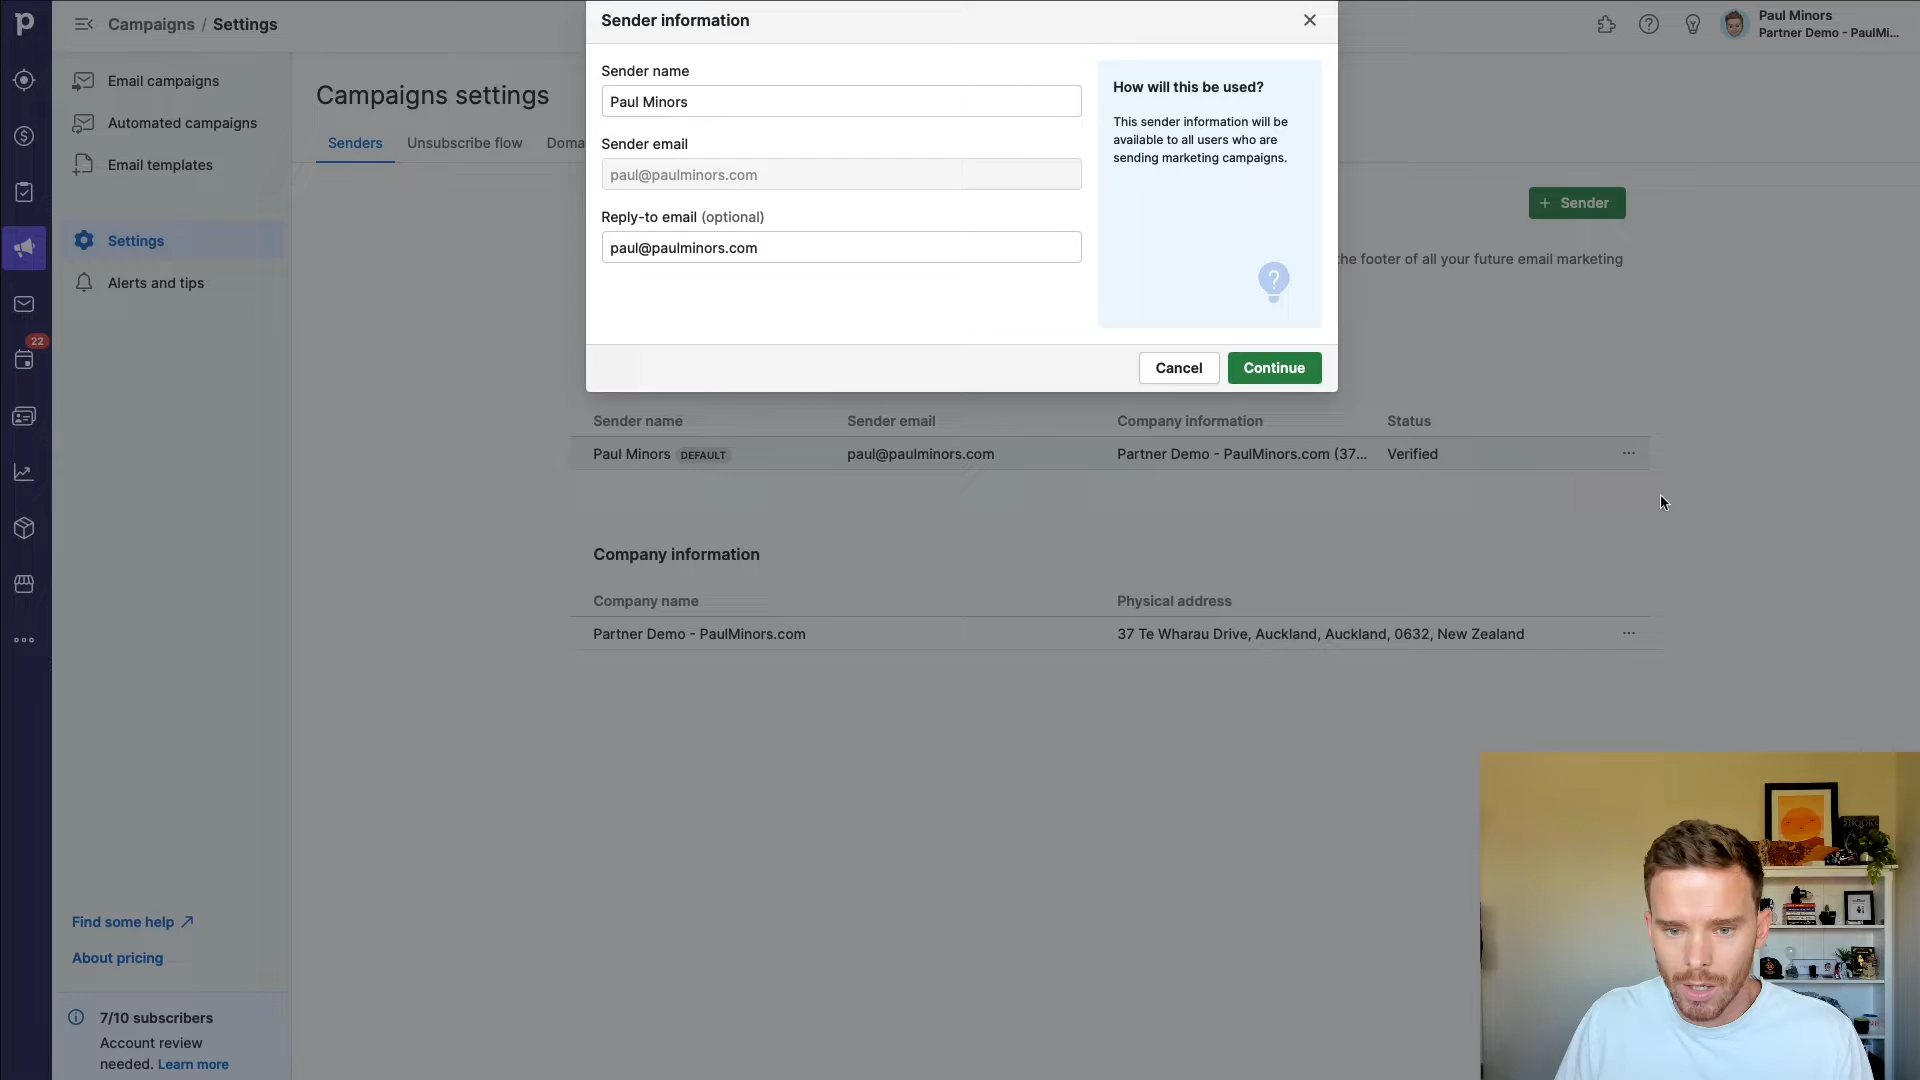 Campaigns / Settings
Paul Minors
Partner Demo - PaulMi...
Email campaigns
Automated campaigns
Email templates
Settings
Alerts and tips
22
Find some help
About pricing
7/10 subscribers
Account review
needed. Learn more
Campaigns settings
Senders
Unsubscribe flow
Doma
+ Sender
the footer of all your future email marketing
Sender information
Sender name
Paul Minors
Sender email
paul@paulminors.com
Reply-to email (optional)
paul@paulminors.com
How will this be used?
This sender information will be
available to all users who are
sending marketing campaigns.
Cancel
Continue
Sender name Sender email Company information Status
Paul Minors DEFAULT paul@paulminors.com Partner Demo - PaulMinors.com (37... Verified
Company information
Company name Physical address
Partner Demo - PaulMinors.com 37 Te Wharau Drive, Auckland, Auckland, 0632, New Zealand